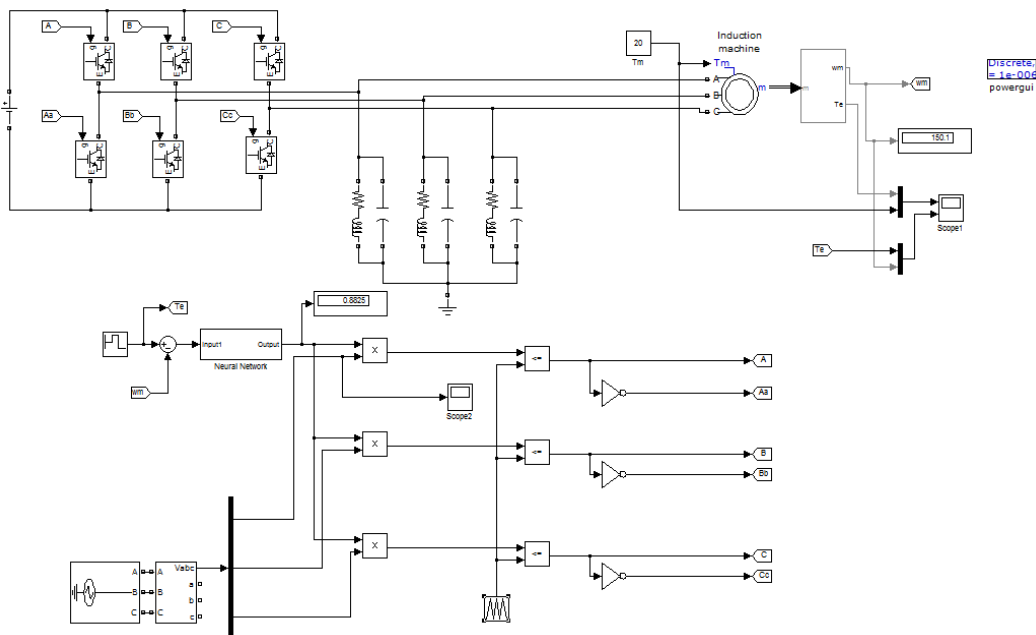 A
B
C
g
C
E
g
C
E
g
C
E
Aa
Bb
Cc
g
C
E
g
C
E
g
C
E
+
20
Tm
Induction
machine
Tm
A
B
C
m
m
wm
Te
wm
150.1
Discrete,
= 1e-006
powergui
Scope1
Te
Te
0.8825
Input1
Output
Neural Network
wm
X
<=
A
Aa
Scope2
X
<=
B
Bb
X
<=
C
Cc
A
B
C
A
B
C
Vabc
a
b
c